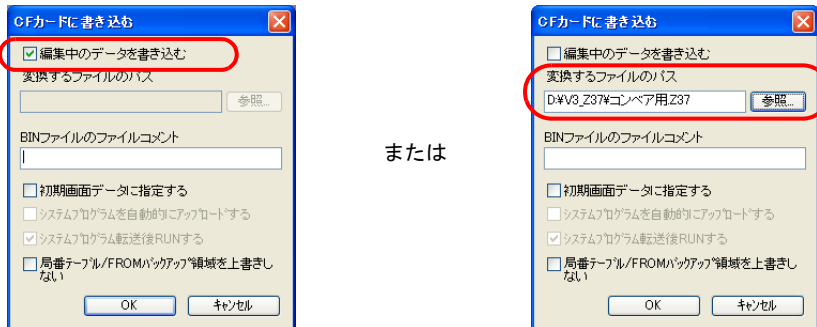 CFカードに書き込む
編集中のデータを書き込む
変換するファイルのパス
参照...
BINファイルのファイルコメント
初期画面データに指定する
システムプログラムを自動的にアップロードする
システムプログラム転送後RUNする
局番テーブル/FROMバックアップ領域を上書きし
ない
OK
キャンセル
または
CFカードに書き込む
編集中のデータを書き込む
変換するファイルのパス
D:¥V3_Z37¥コンベア用.Z37
参照...
BINファイルのファイルコメント
初期画面データに指定する
システムプログラムを自動的にアップロードする
システムプログラム転送後RUNする
局番テーブル/FROMバックアップ領域を上書きし
ない
OK
キャンセル